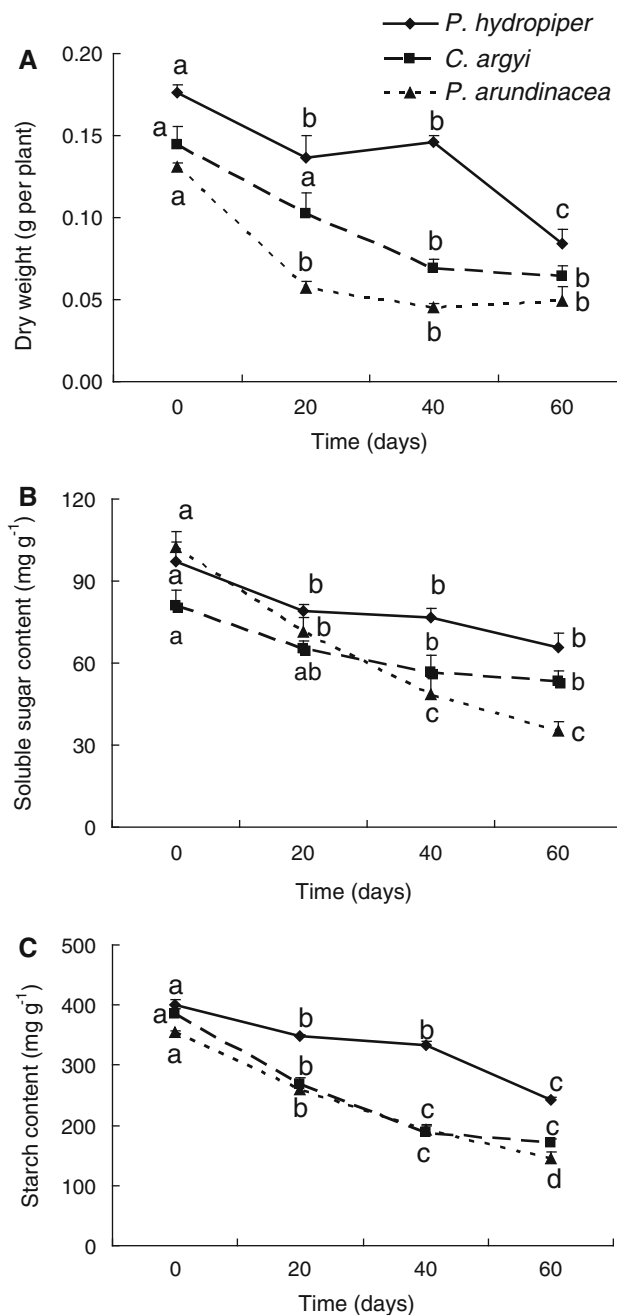 P. hydropiper
C. argyi
P. arundinacea
A
0.20
0.15
0.10
0.05
0.00
Dry weight (g per plant)
a
b
b
c
a
a
b
b
a
b
b
b
0
20
40
60
Time (days)
B
120
90
60
30
0
Soluble sugar content (mg g⁻¹)
a
a
b
b
b
a
b
b
ab
c
b
c
0
20
40
60
Time (days)
C
500
400
300
200
100
0
Starch content (mg g⁻¹)
a
b
b
c
a
b
c
c
a
b
c
d
0
20
40
60
Time (days)